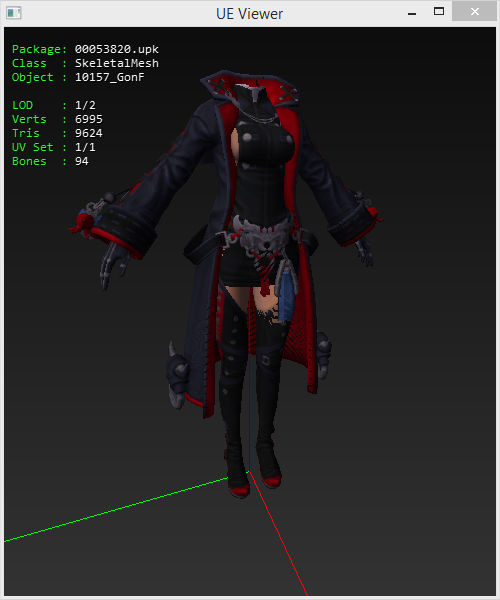 UE Viewer
Package: 00053820.upk
Class : SkeletalMesh
Object : 10157_GonF
LOD : 1/2
Verts : 6995
Tris : 9624
UV Set : 1/1
Bones : 94